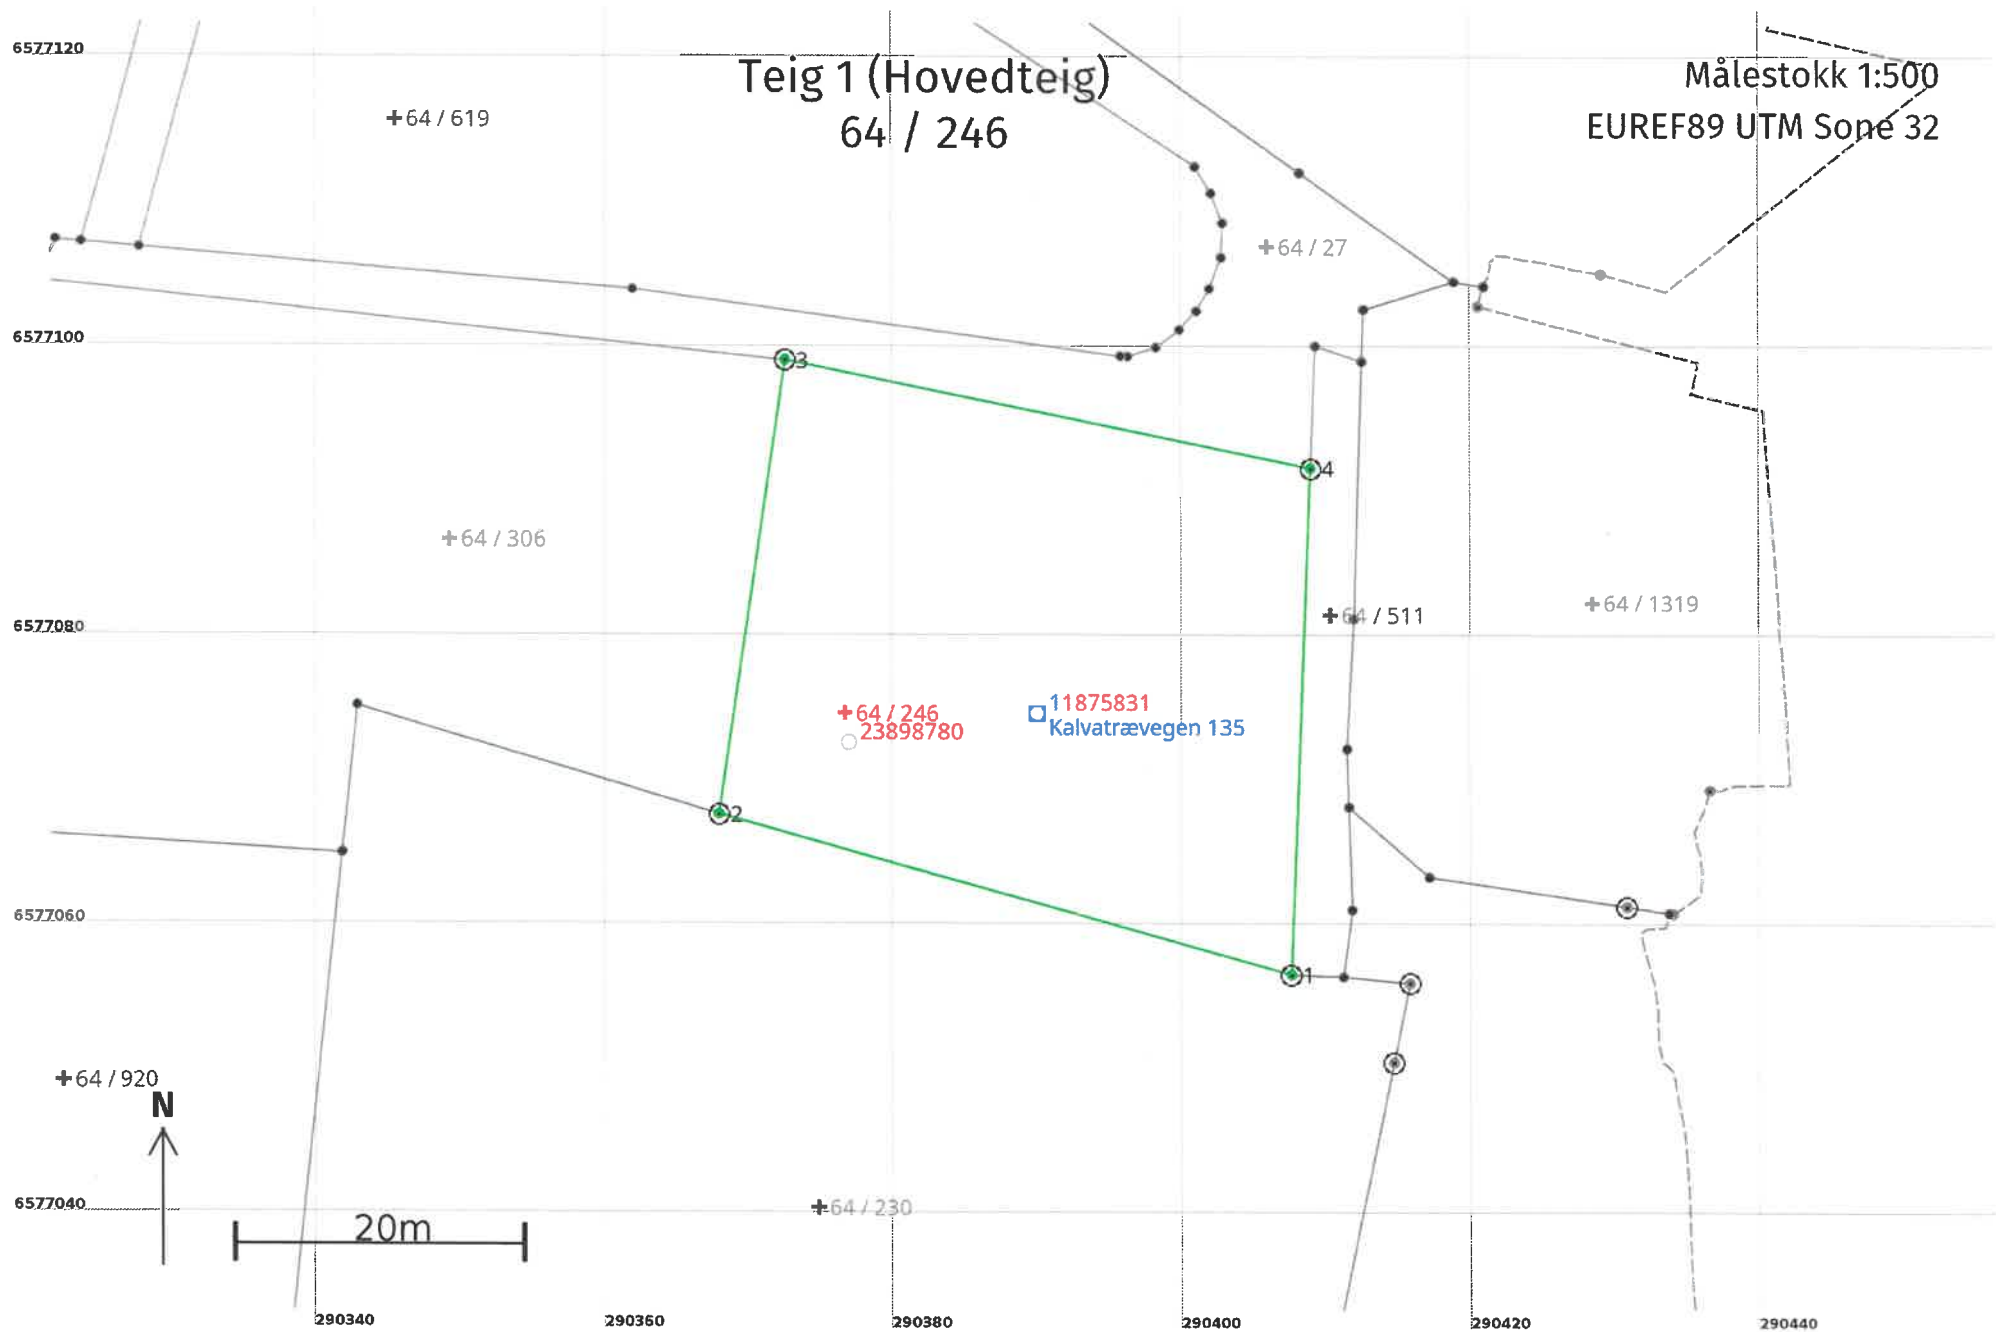 6577120
Teig 1 (Hovedteig)
64 / 246
Målestokk 1:500
EUREF89 UTM Sone 32
64 / 619
64 / 27
6577100
3
4
64 / 306
64 / 511
64 / 1319
6577080
64 / 246
23898780
11875831
Kalvatrævegen 135
2
6577060
1
64 / 920
N
6577040
64 / 230
20m
290340
290360
290380
290400
290420
290440